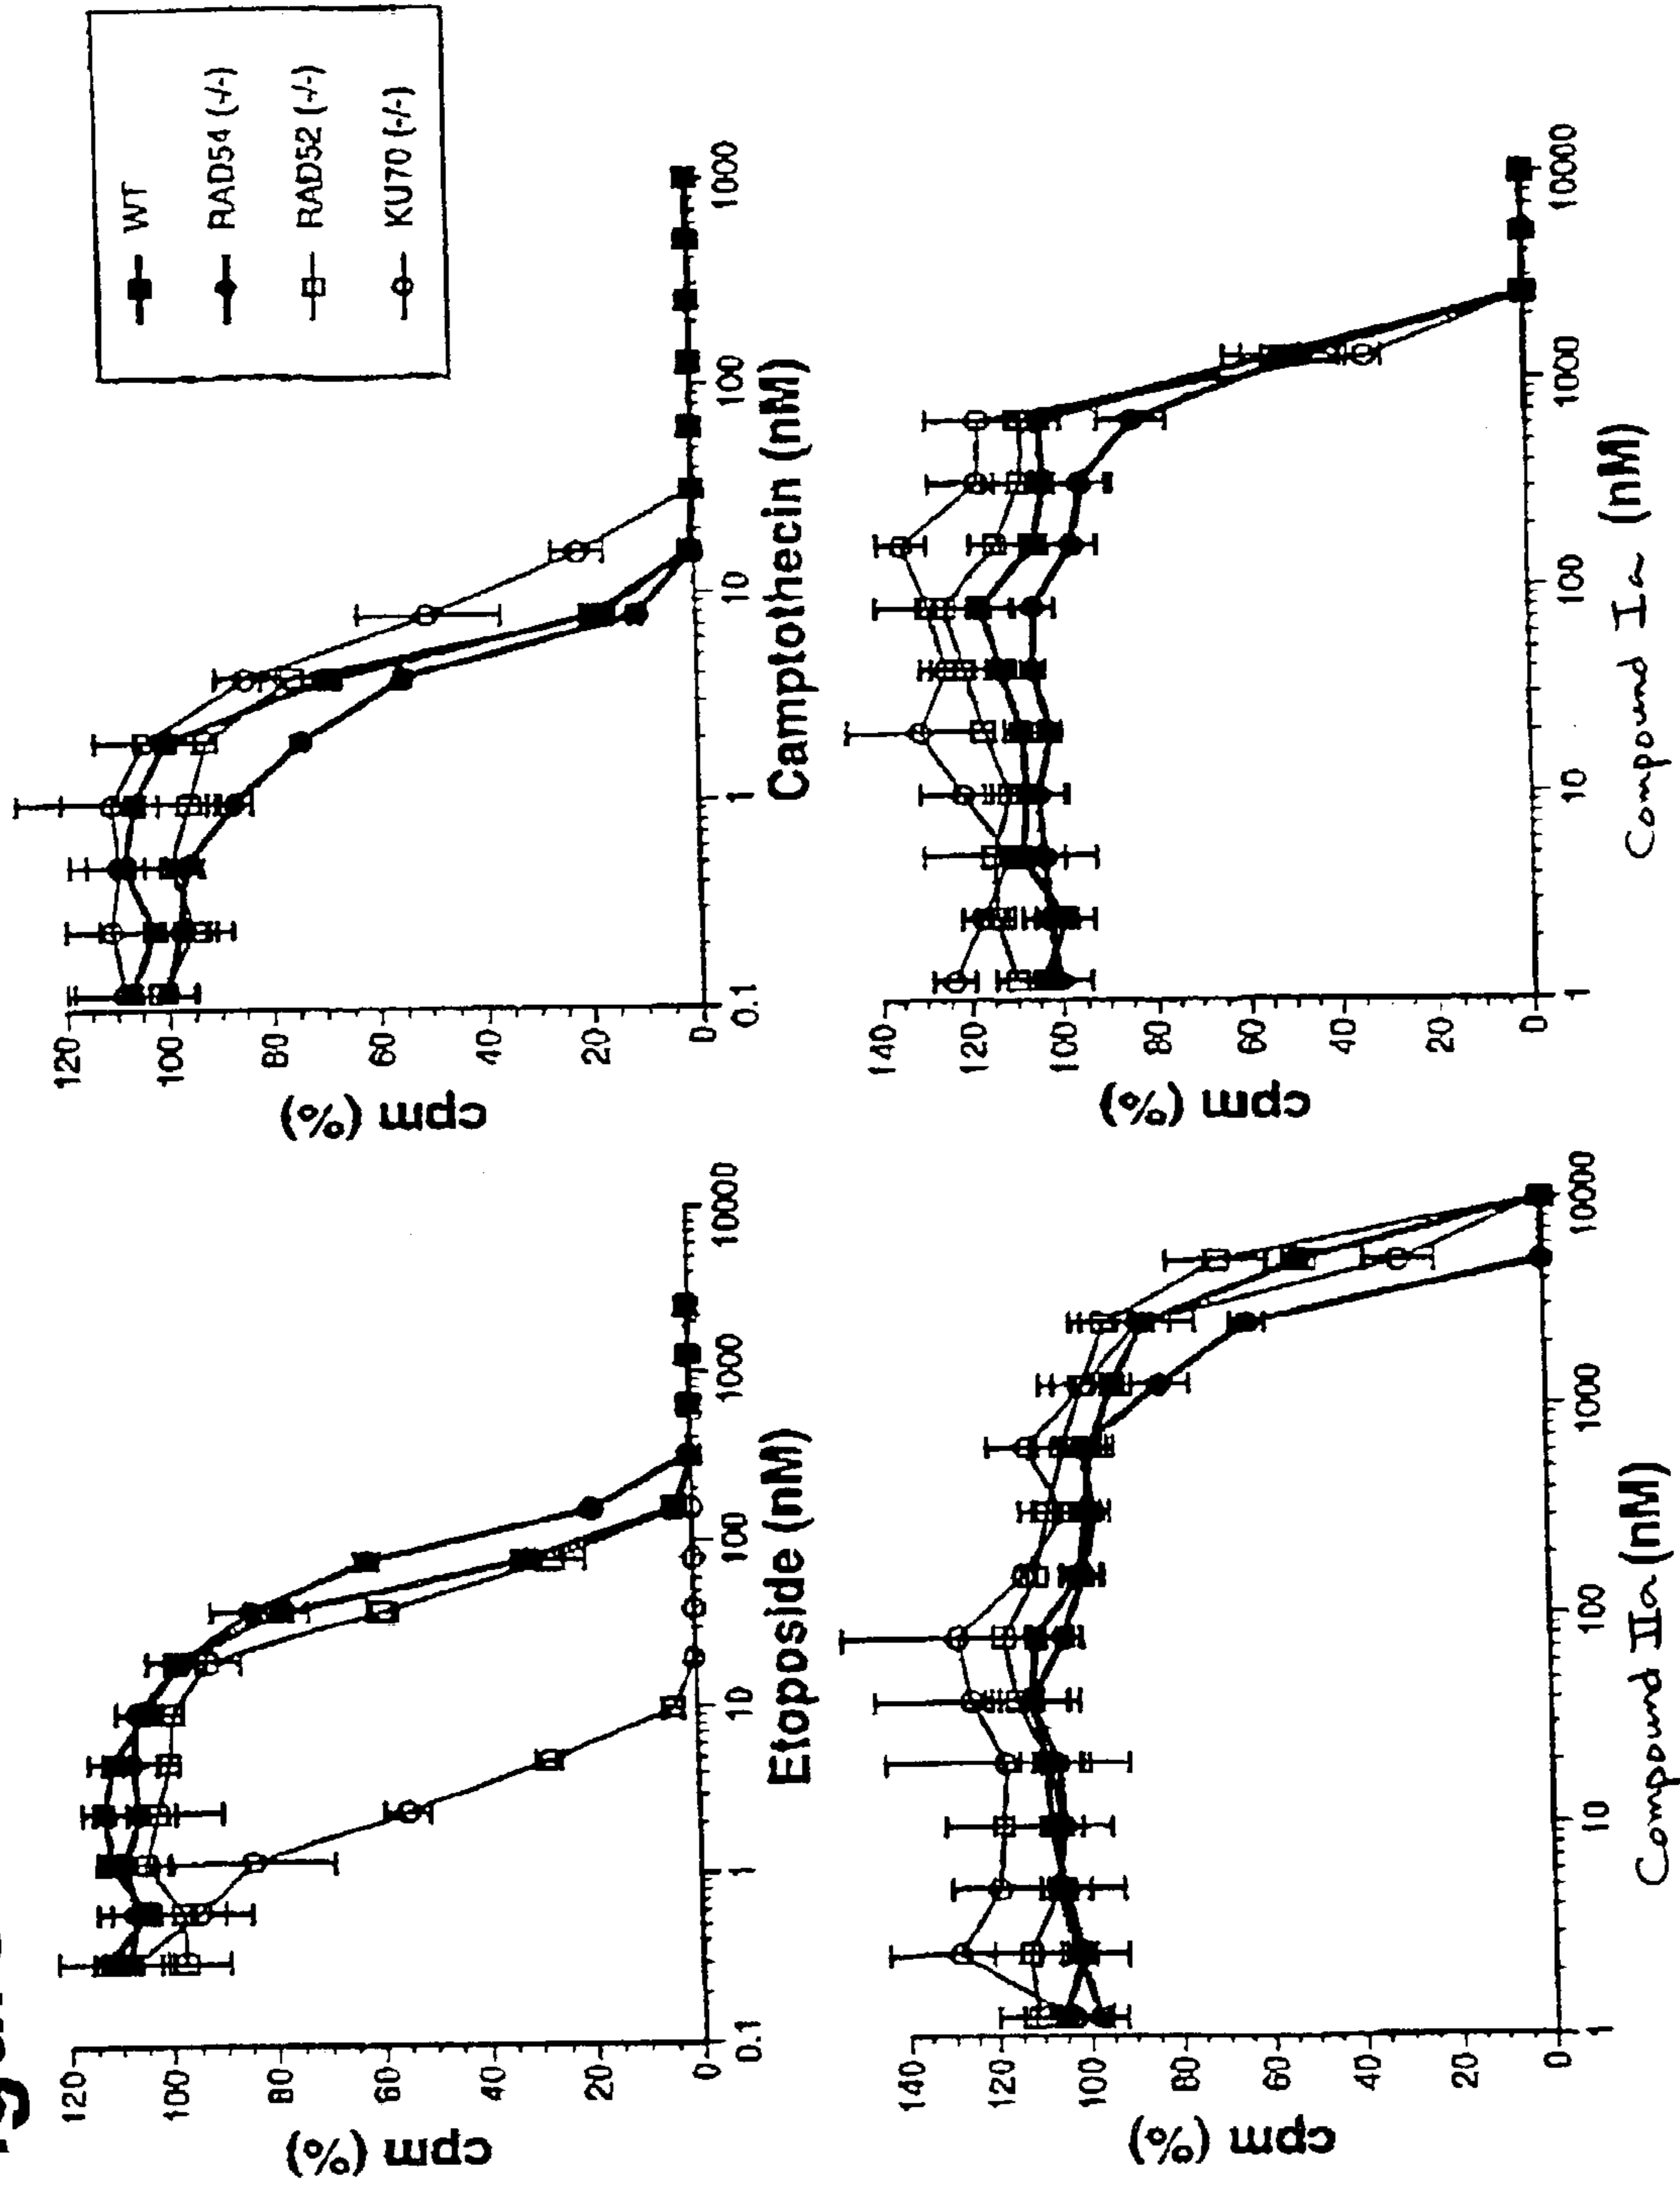 cpm (%)
120
100
80
60
40
20
0
0.1 1 10 100 1000 10000
Etoposide (nM)
cpm (%)
120
100
80
60
40
20
0
0.1 1 10 100 1000
Camptothecin (nM)
WT
RAD54 (-/-)
RAD52 (-/-)
KU70 (-/-)
cpm (%)
140
120
100
80
60
40
20
0
1 10 100 1000 10000
Compound IIa (nM)
cpm (%)
140
120
100
80
60
40
20
0
1 10 100 1000 10000
Compound Ia (nM)